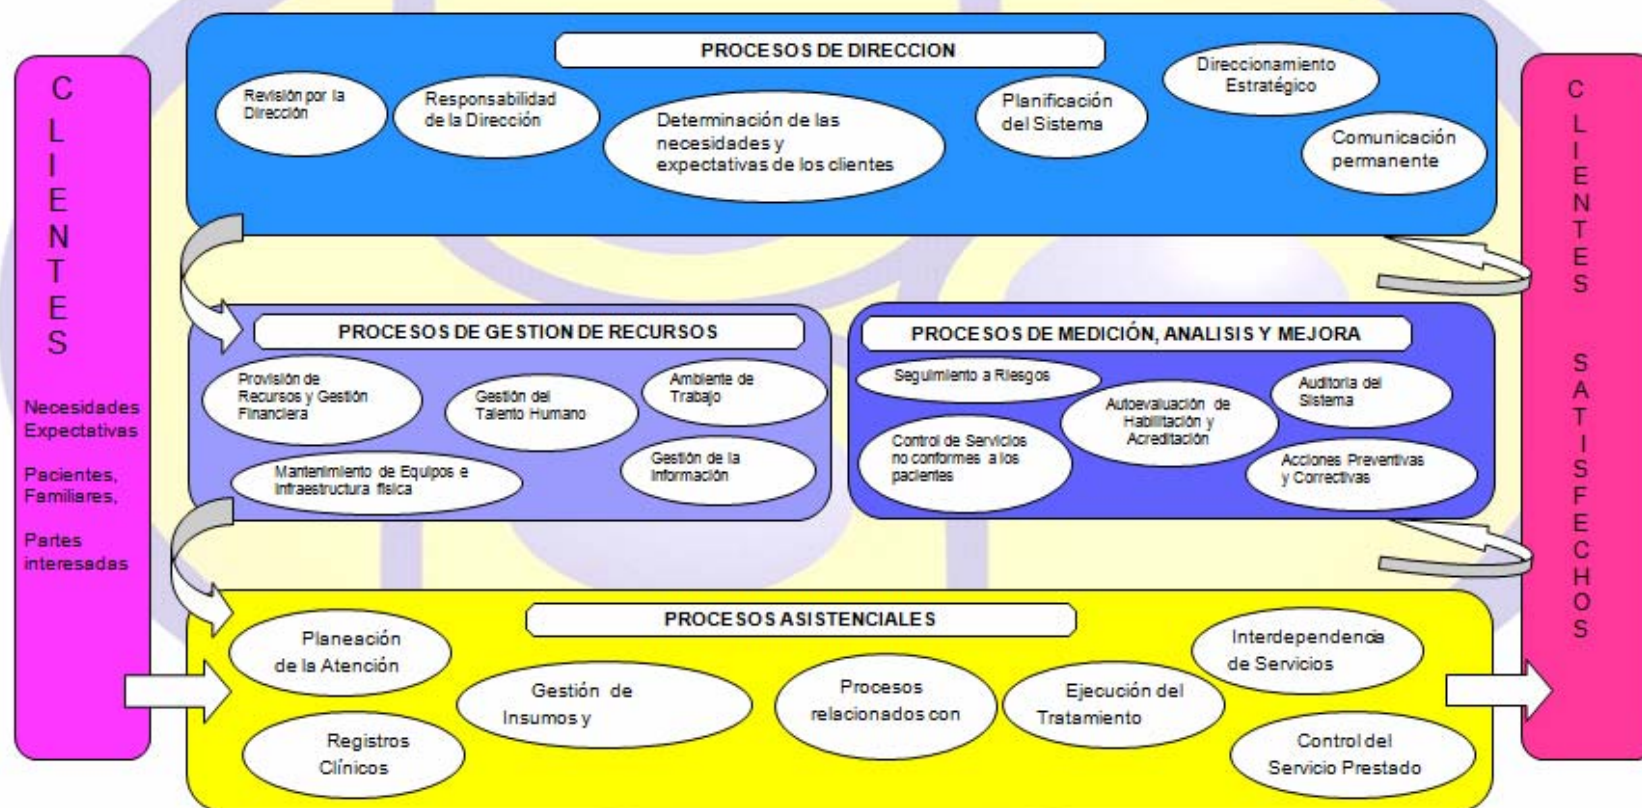 CLIENTES
Necesidades
Expectativas
Pacientes,
Familiares,
Partes
interesadas
PROCESOS DE DIRECCION
Revisión por la
Dirección
Responsabilidad
de la Dirección
Determinación de las
necesidades y
expectativas de los clientes
Planificación
del Sistema
Direccionamiento
Estratégico
Comunicación
permanente
PROCESOS DE GESTION DE RECURSOS
Provisión de
Recursos y Gestión
Financiera
Gestión del
Talento Humano
Ambiente de
Trabajo
Mantenimiento de Equipos e
Infraestructura física
Gestión de la
Información
PROCESOS DE MEDICIÓN, ANALISIS Y MEJORA
Seguimiento a Riesgos
Control de Servicios
no conformes a los
pacientes
Autoevaluación de
Habilitación y
Acreditación
Auditoria del
Sistema
Acciones Preventivas
y Correctivas
PROCESOS ASISTENCIALES
Planeación
de la Atención
Registros
Clínicos
Gestión de
Insumos y
Procesos
relacionados con
Ejecución del
Tratamiento
Interdependencia
de Servicios
Control del
Servicio Prestado
CLIENTES SATISFECHOS